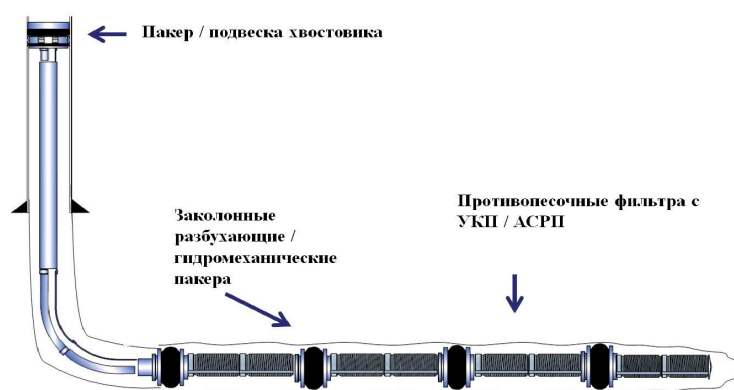 Пакер / подвеска хвостовика
Противопесочные фильтра с
УКП / АСРП
Заколонные
разбухающие /
гидромеханические
пакера